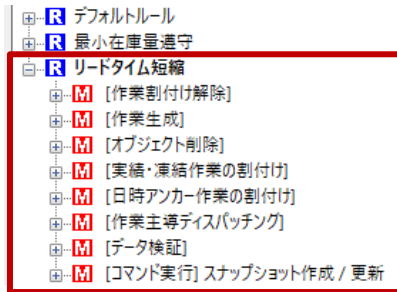 R デフォルトルール
R 最小在庫量遵守
R リードタイム短縮
M [作業割付け解除]
M [作業生成]
M [オブジェクト削除]
M [実績・凍結作業の割付け]
M [日時アンカー作業の割付け]
M [作業主導ディスパッチング]
M [データ検証]
M [コマンド実行] スナップショット作成 / 更新